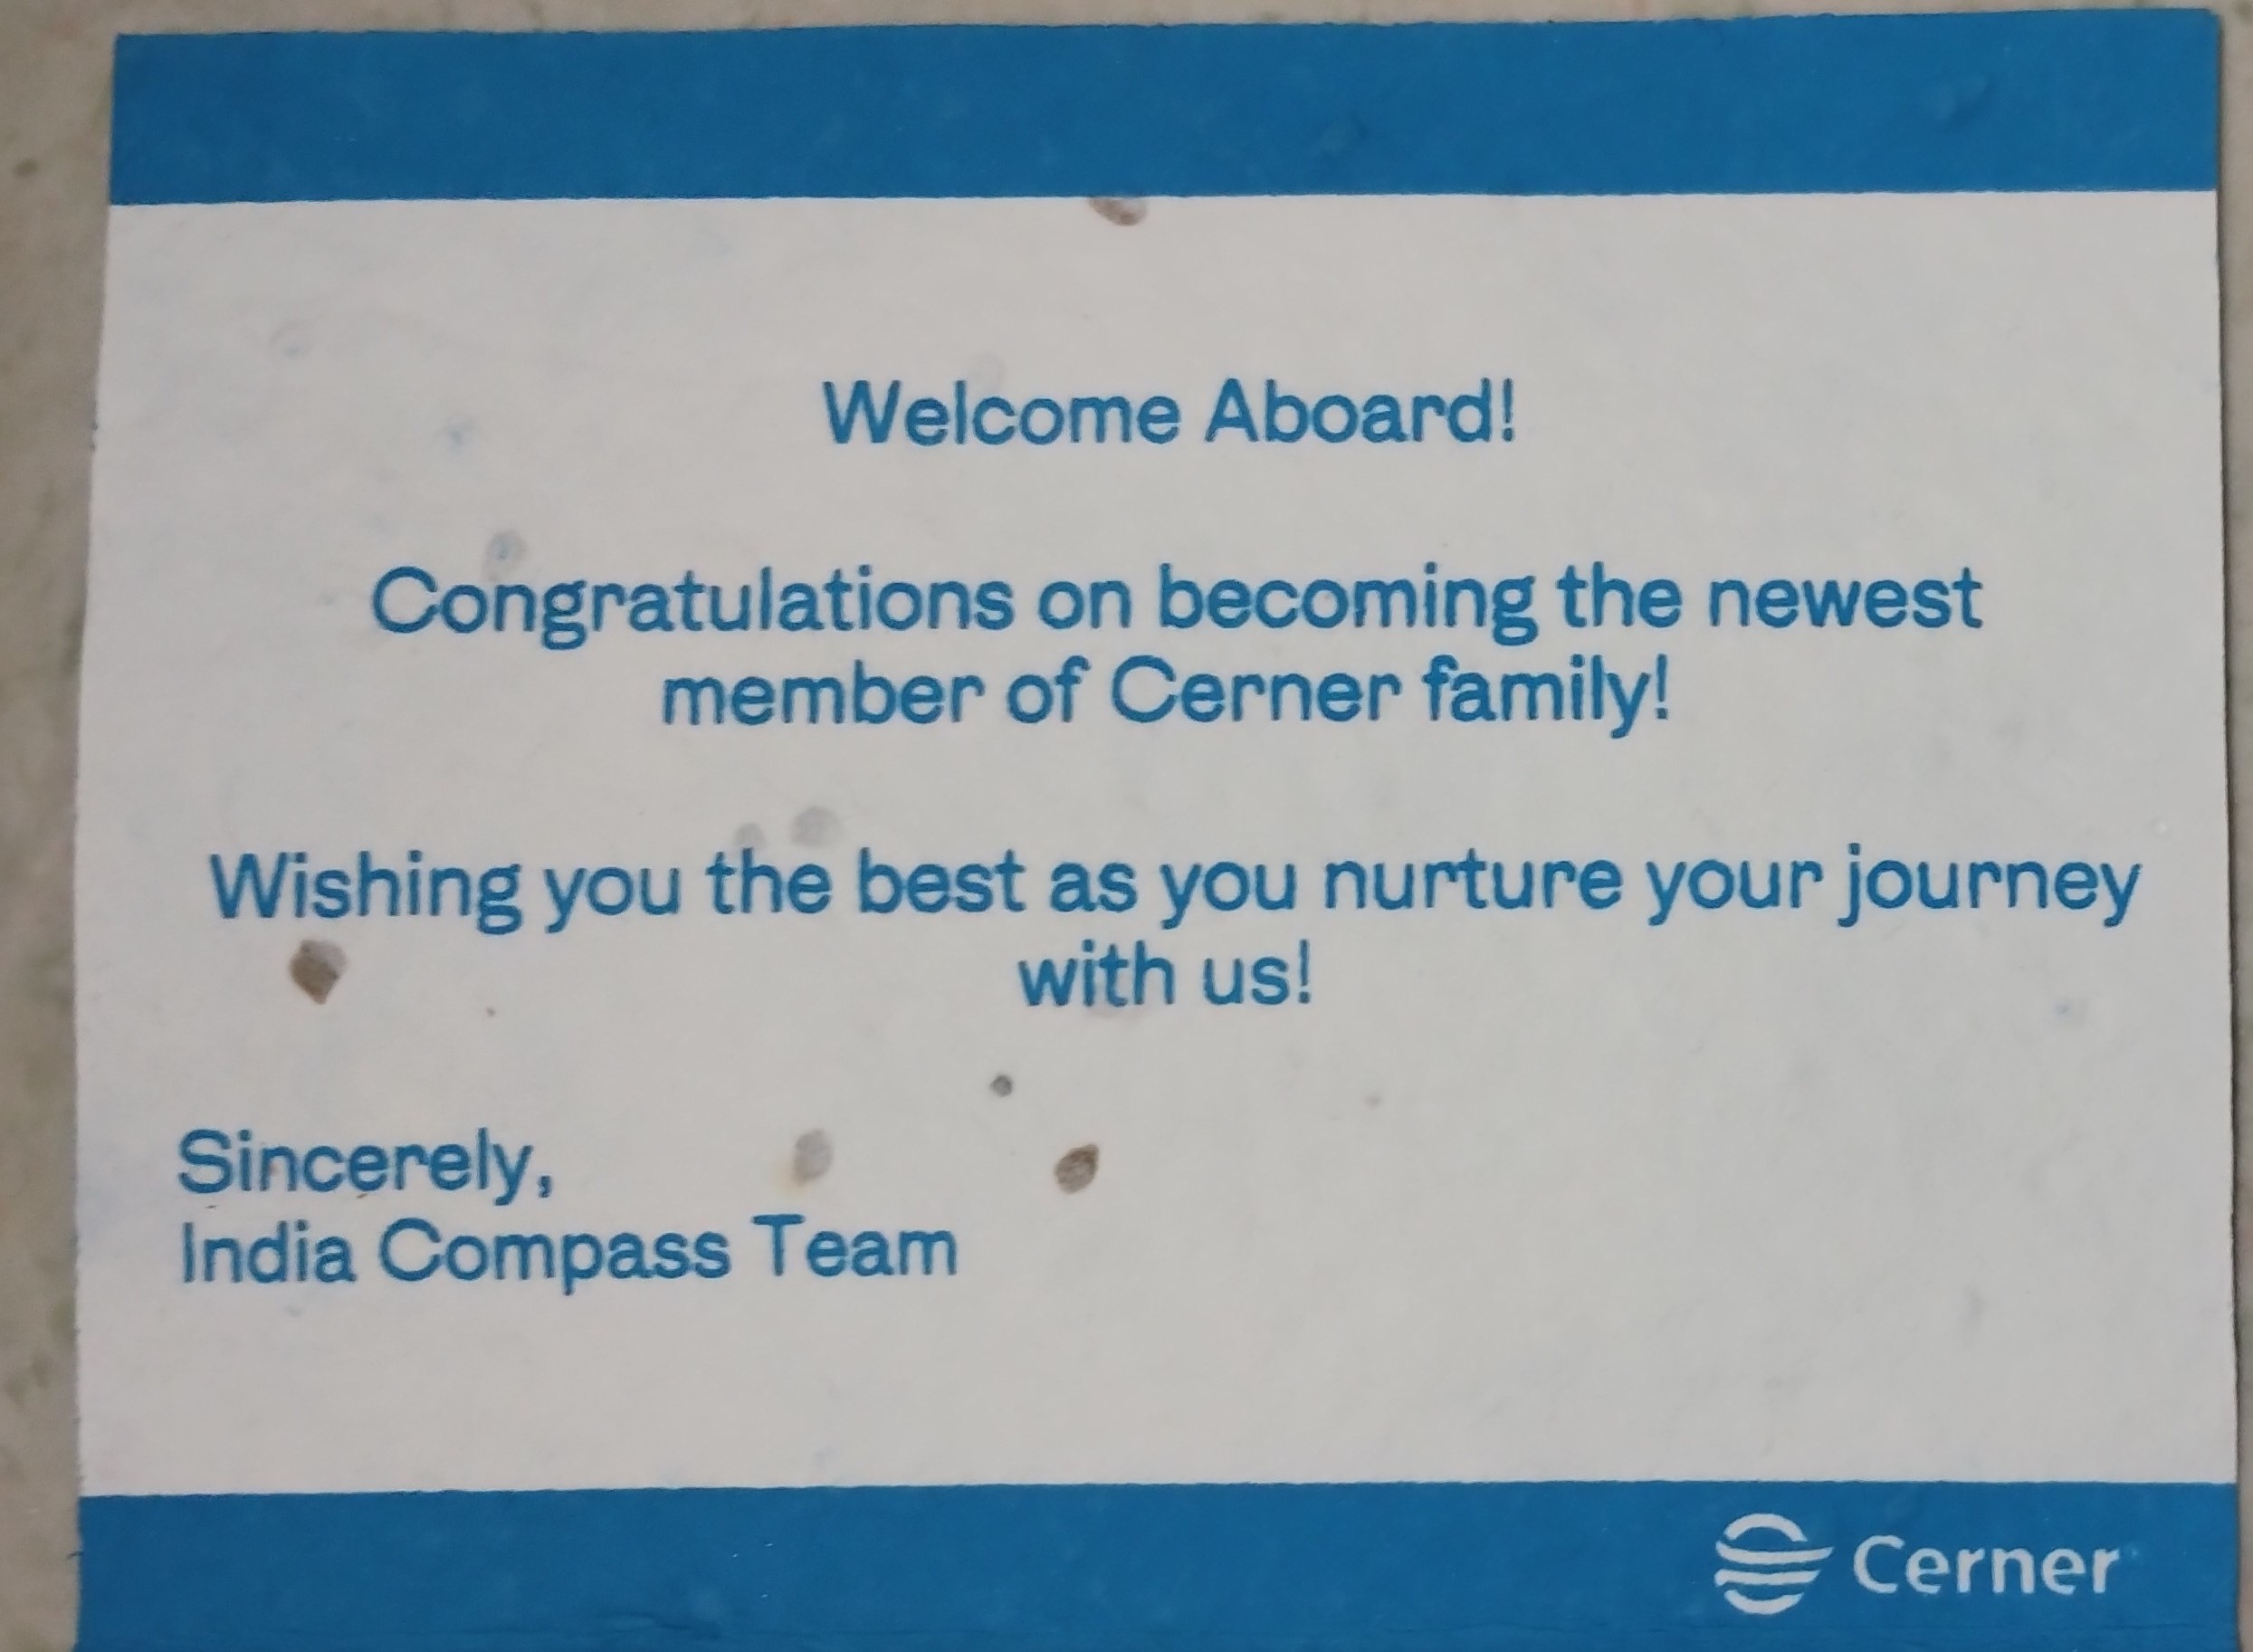 Welcome Aboard!
Congratulations on becoming the newest
member of Cerner family!
Wishing you the best as you nurture your journey
with us!
Sincerely,
India Compass Team
Cerner